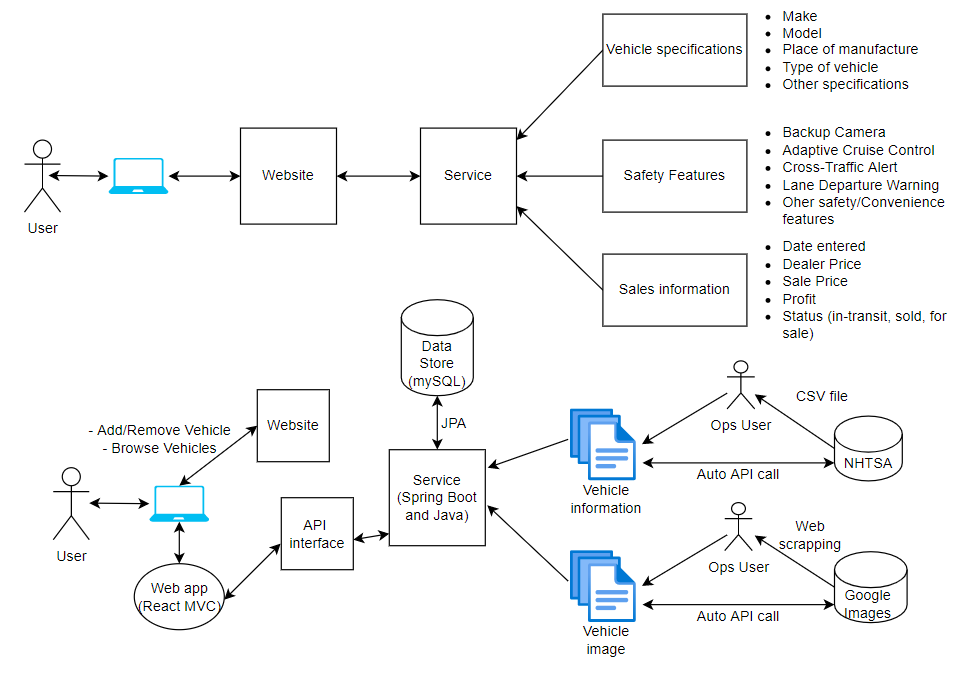 Vehicle specifications
Make
Model
Place of manufacture
Type of vehicle
Other specifications
User
Website
Service
Safety Features
Backup Camera
Adaptive Cruise Control
Cross-Traffic Alert
Lane Departure Warning
Oher safety/Convenience
features
Sales information
Date entered
Dealer Price
Sale Price
Profit
Status (in-transit, sold, for
sale)
Data
Store
(mySQL)
JPA
Website
- Add/Remove Vehicle
- Browse Vehicles
User
Web app
(React MVC)
API
interface
Service
(Spring Boot
and Java)
Vehicle
information
Ops User
CSV file
NHTSA
Auto API call
Vehicle
image
Ops User
Web
scrapping
Google
Images
Auto API call